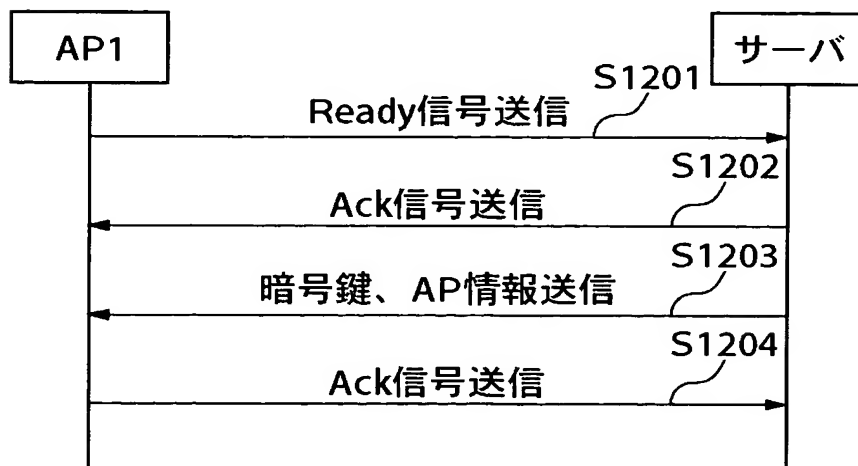 AP1
サーバ
S1201
Ready信号送信
S1202
Ack信号送信
S1203
暗号鍵、AP情報送信
S1204
Ack信号送信